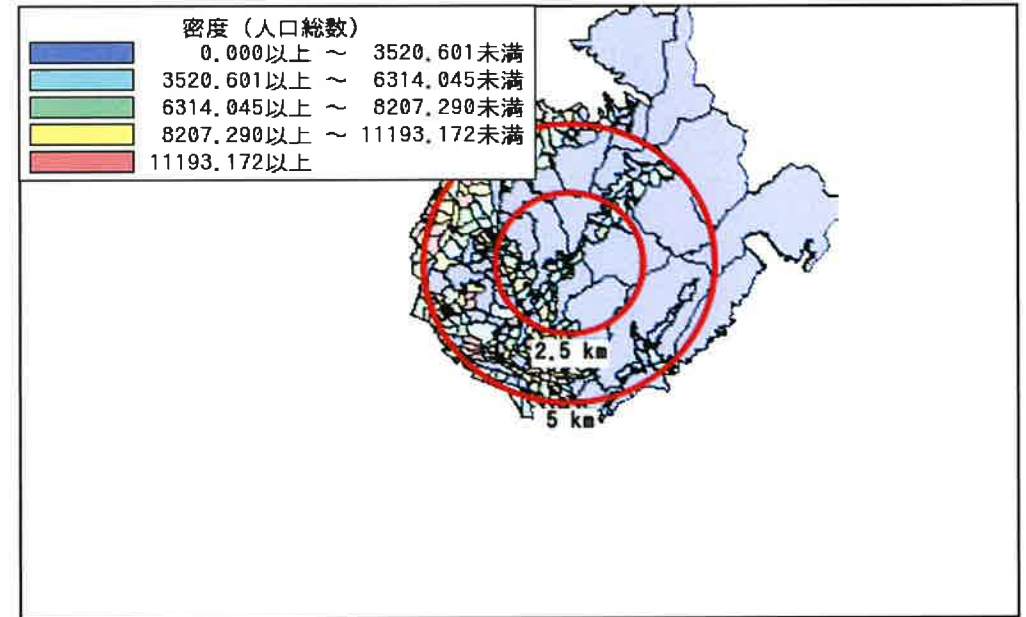 密度（人口総数）
0.000以上 ～ 3520.601未満
3520.601以上 ～ 6314.045未満
6314.045以上 ～ 8207.290未満
8207.290以上 ～ 11193.172未満
11193.172以上
2.5 km
5 km